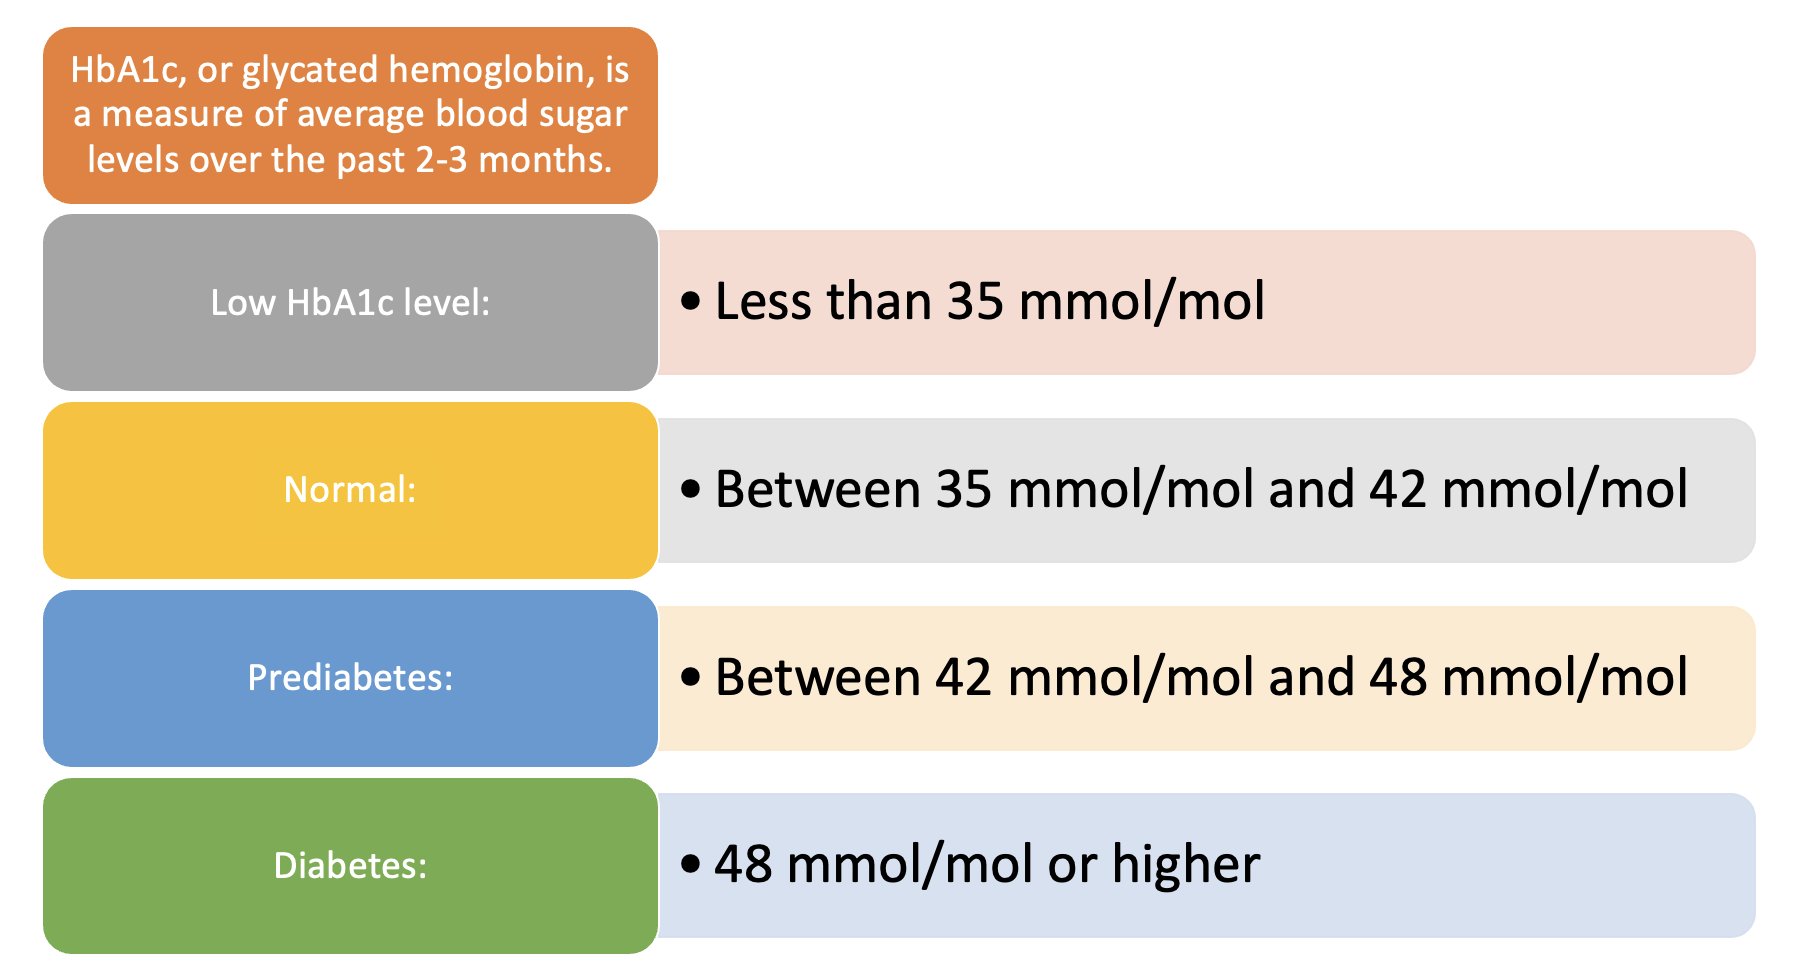 HbA1c, or glycated hemoglobin, is
a measure of average blood sugar
levels over the past 2-3 months.
Low HbA1c level:
• Less than 35 mmol/mol
Normal:
• Between 35 mmol/mol and 42 mmol/mol
Prediabetes:
• Between 42 mmol/mol and 48 mmol/mol
Diabetes:
• 48 mmol/mol or higher